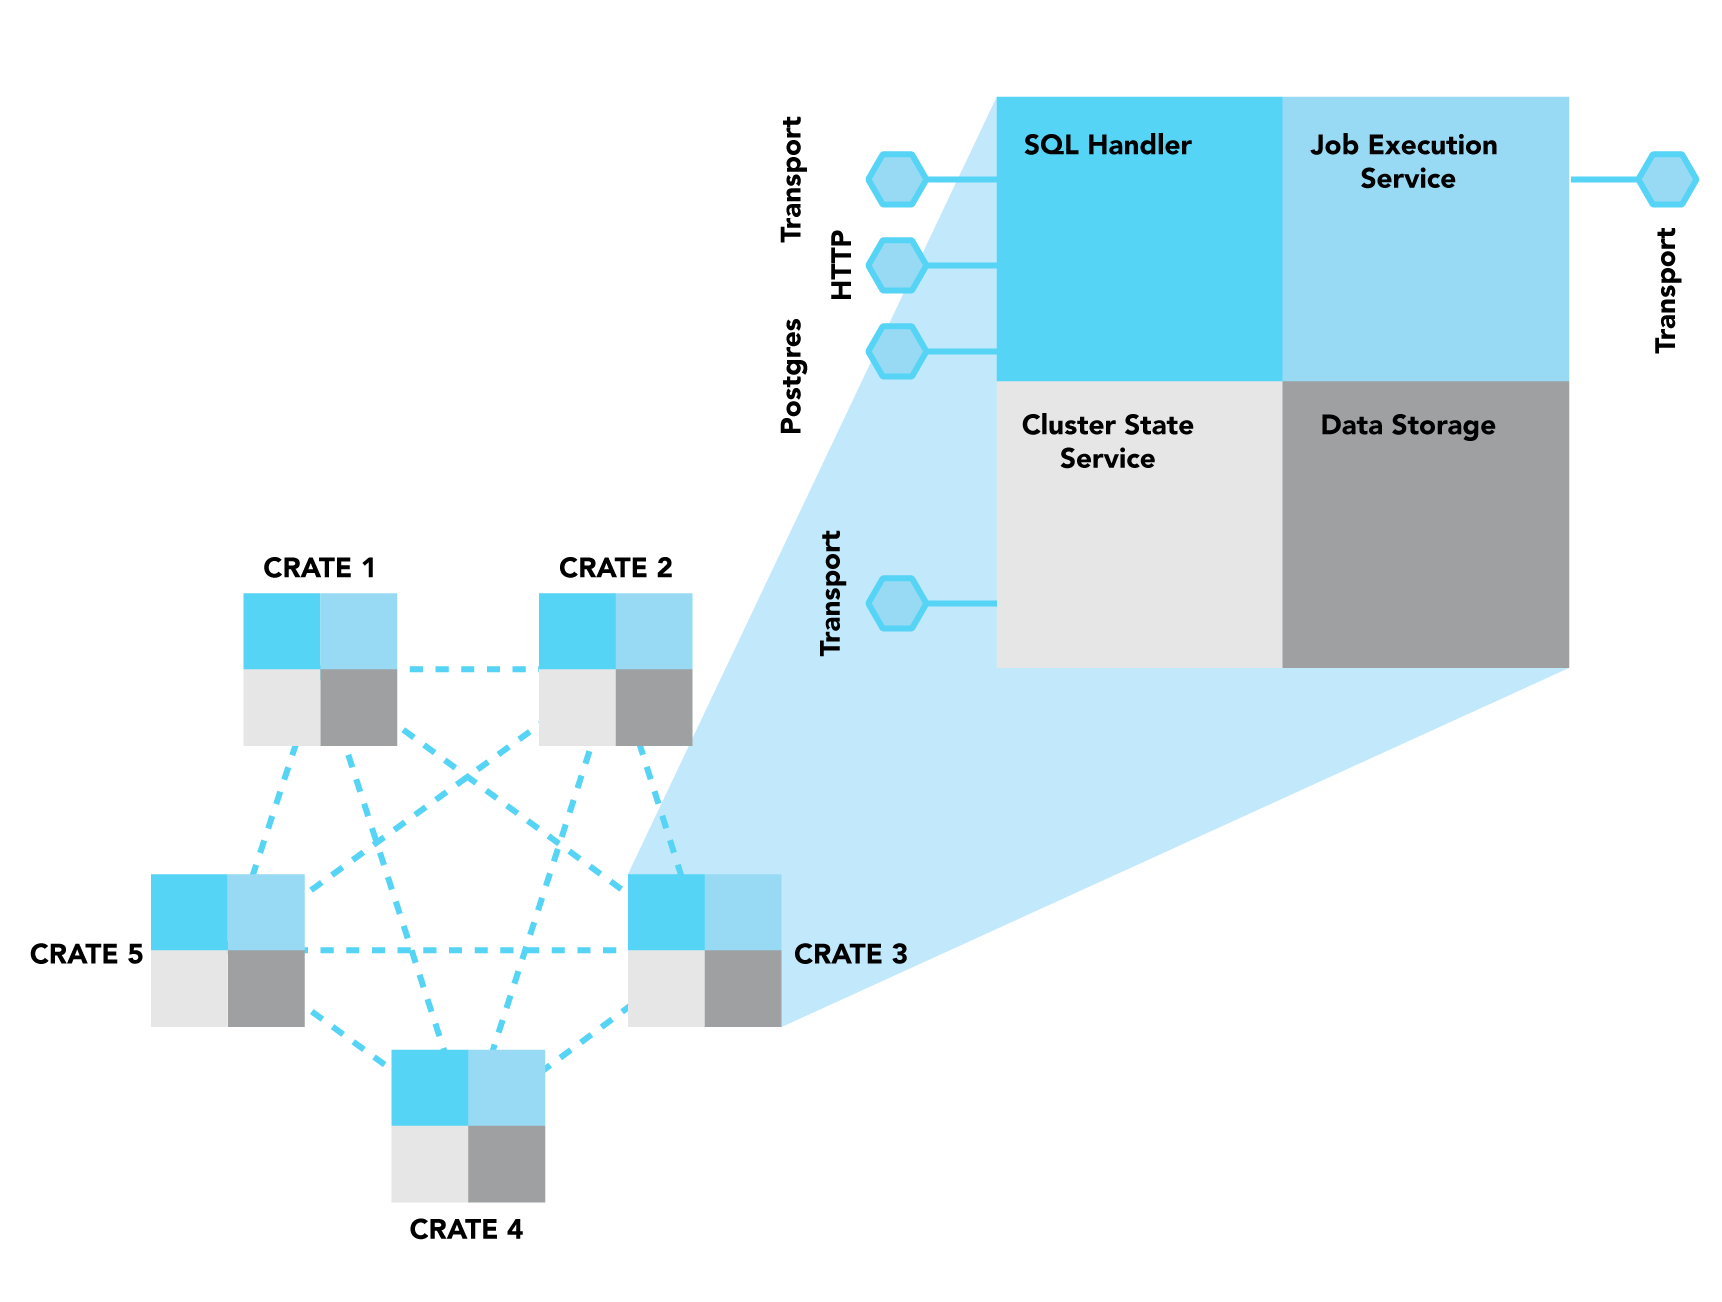 Transport
HTTP
Postgres
SQL Handler
Job Execution
Service
Transport
Cluster State
Service
Data Storage
Transport
CRATE 1
CRATE 2
CRATE 5
CRATE 3
CRATE 4